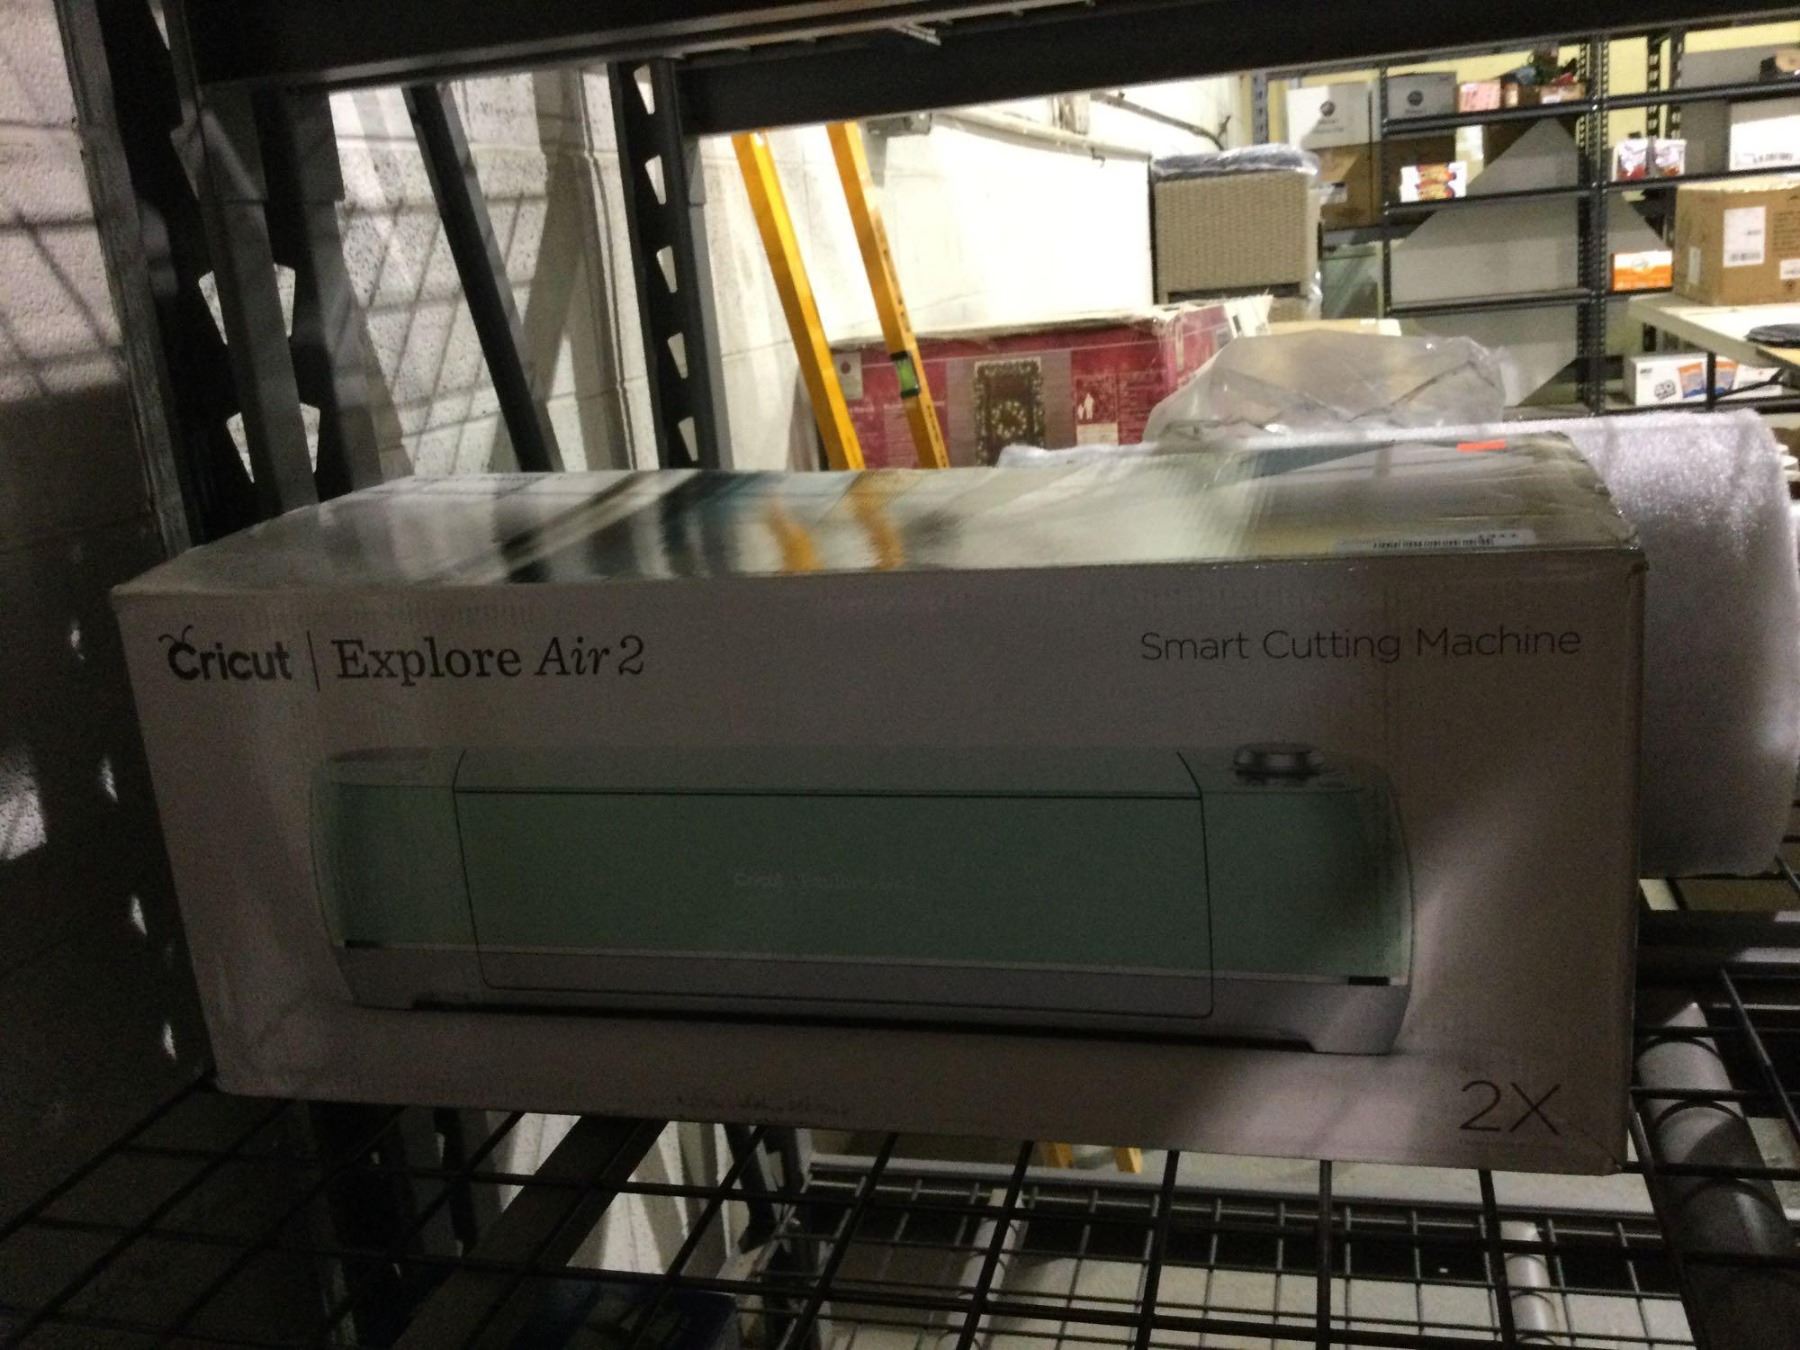 Cricut | Explore Air 2
Smart Cutting Machine
2X